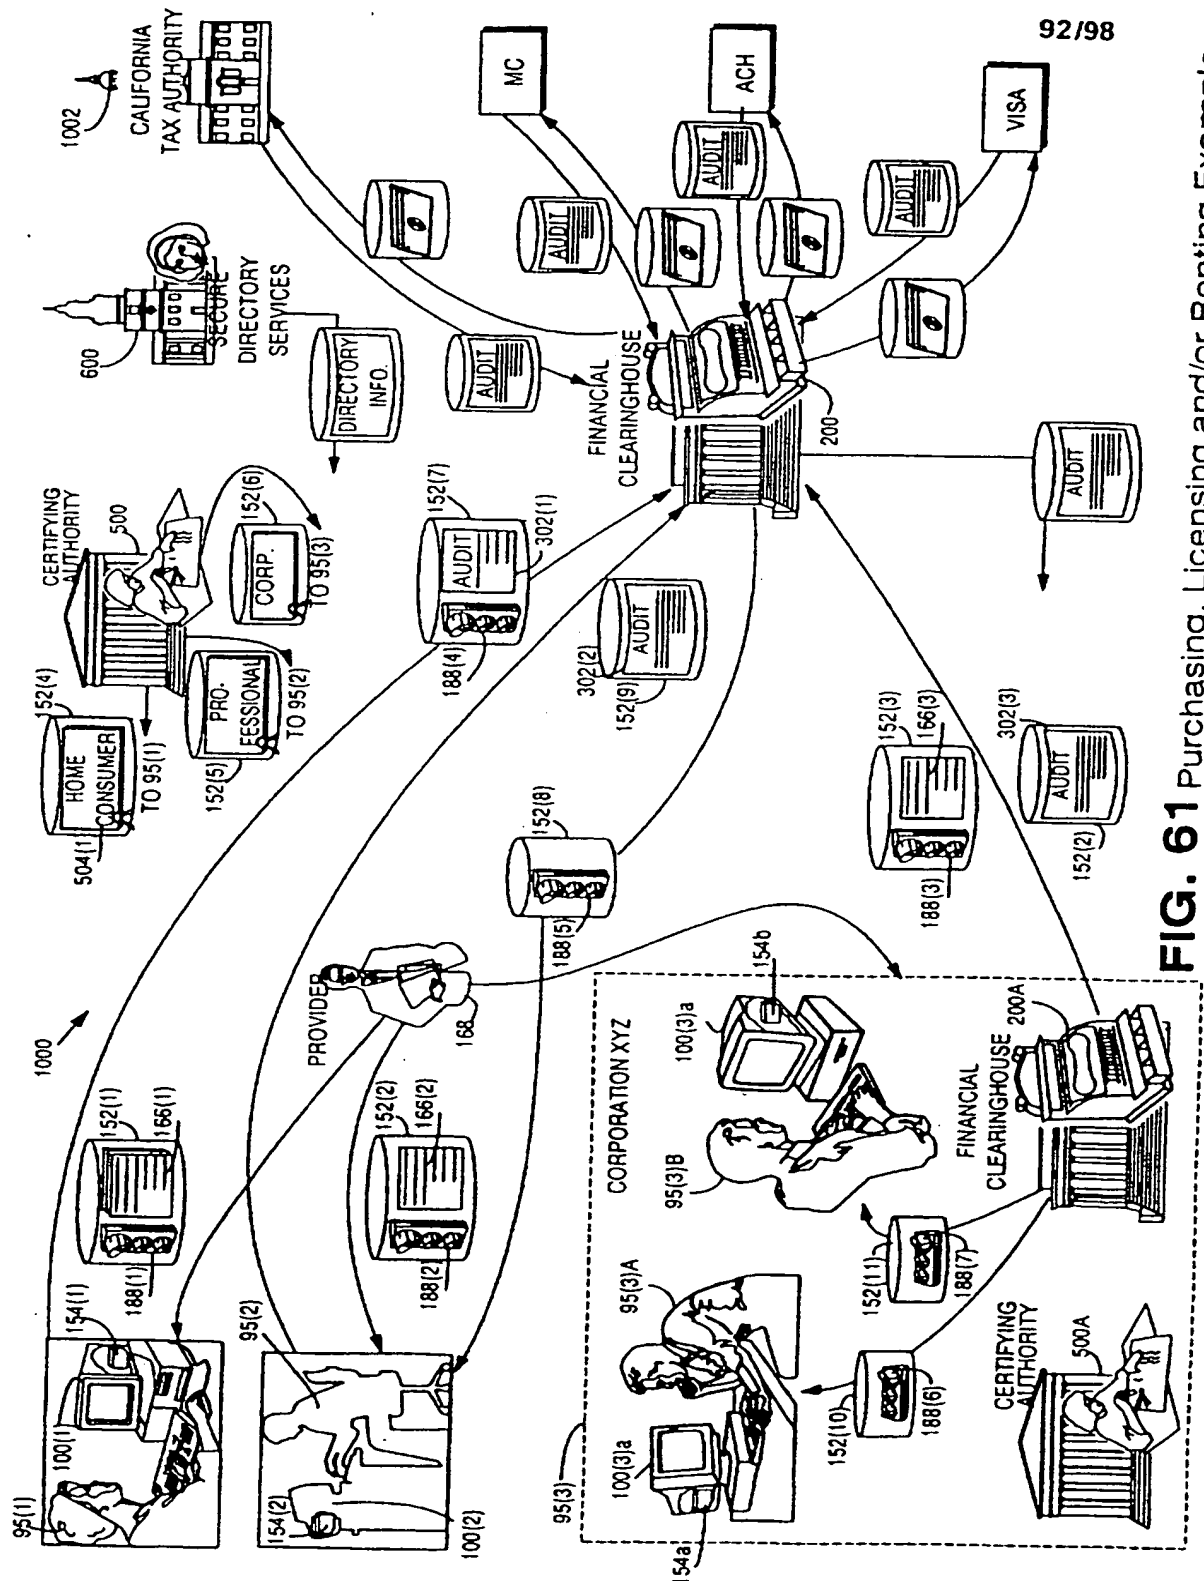 92/98
1002
CALIFORNIA
TAX AUTHORITY
MC
ACH
VISA
600
SECURE
DIRECTORY
SERVICES
DIRECTORY
INFO.
AUDIT
AUDIT
AUDIT
AUDIT
FINANCIAL
CLEARINGHOUSE
200
AUDIT
CERTIFYING
AUTHORITY
500
152(4)
HOME
CONSUMER
504(1)
TO 95(1)
152(5)
PRO-
FESSIONAL
TO 95(2)
152(6)
CORP.
TO 95(3)
152(7)
AUDIT
302(1)
188(4)
302(2)
152(9)
AUDIT
152(8)
188(5)
1000
PROVIDER
168
152(1)
166(1)
188(1)
152(2)
166(2)
188(2)
152(3)
166(3)
188(3)
302(3)
AUDIT
152(2)
95(1)
100(1)
154(1)
95(2)
154(2)
100(2)
95(3)
CORPORATION XYZ
100(3)a
154a
95(3)A
95(3)B
100(3)a
154b
152(10)
188(6)
152(11)
188(7)
CERTIFYING
AUTHORITY
500A
FINANCIAL
CLEARINGHOUSE
200A
FIG. 61 Purchasing, Licensing and/or Renting Example